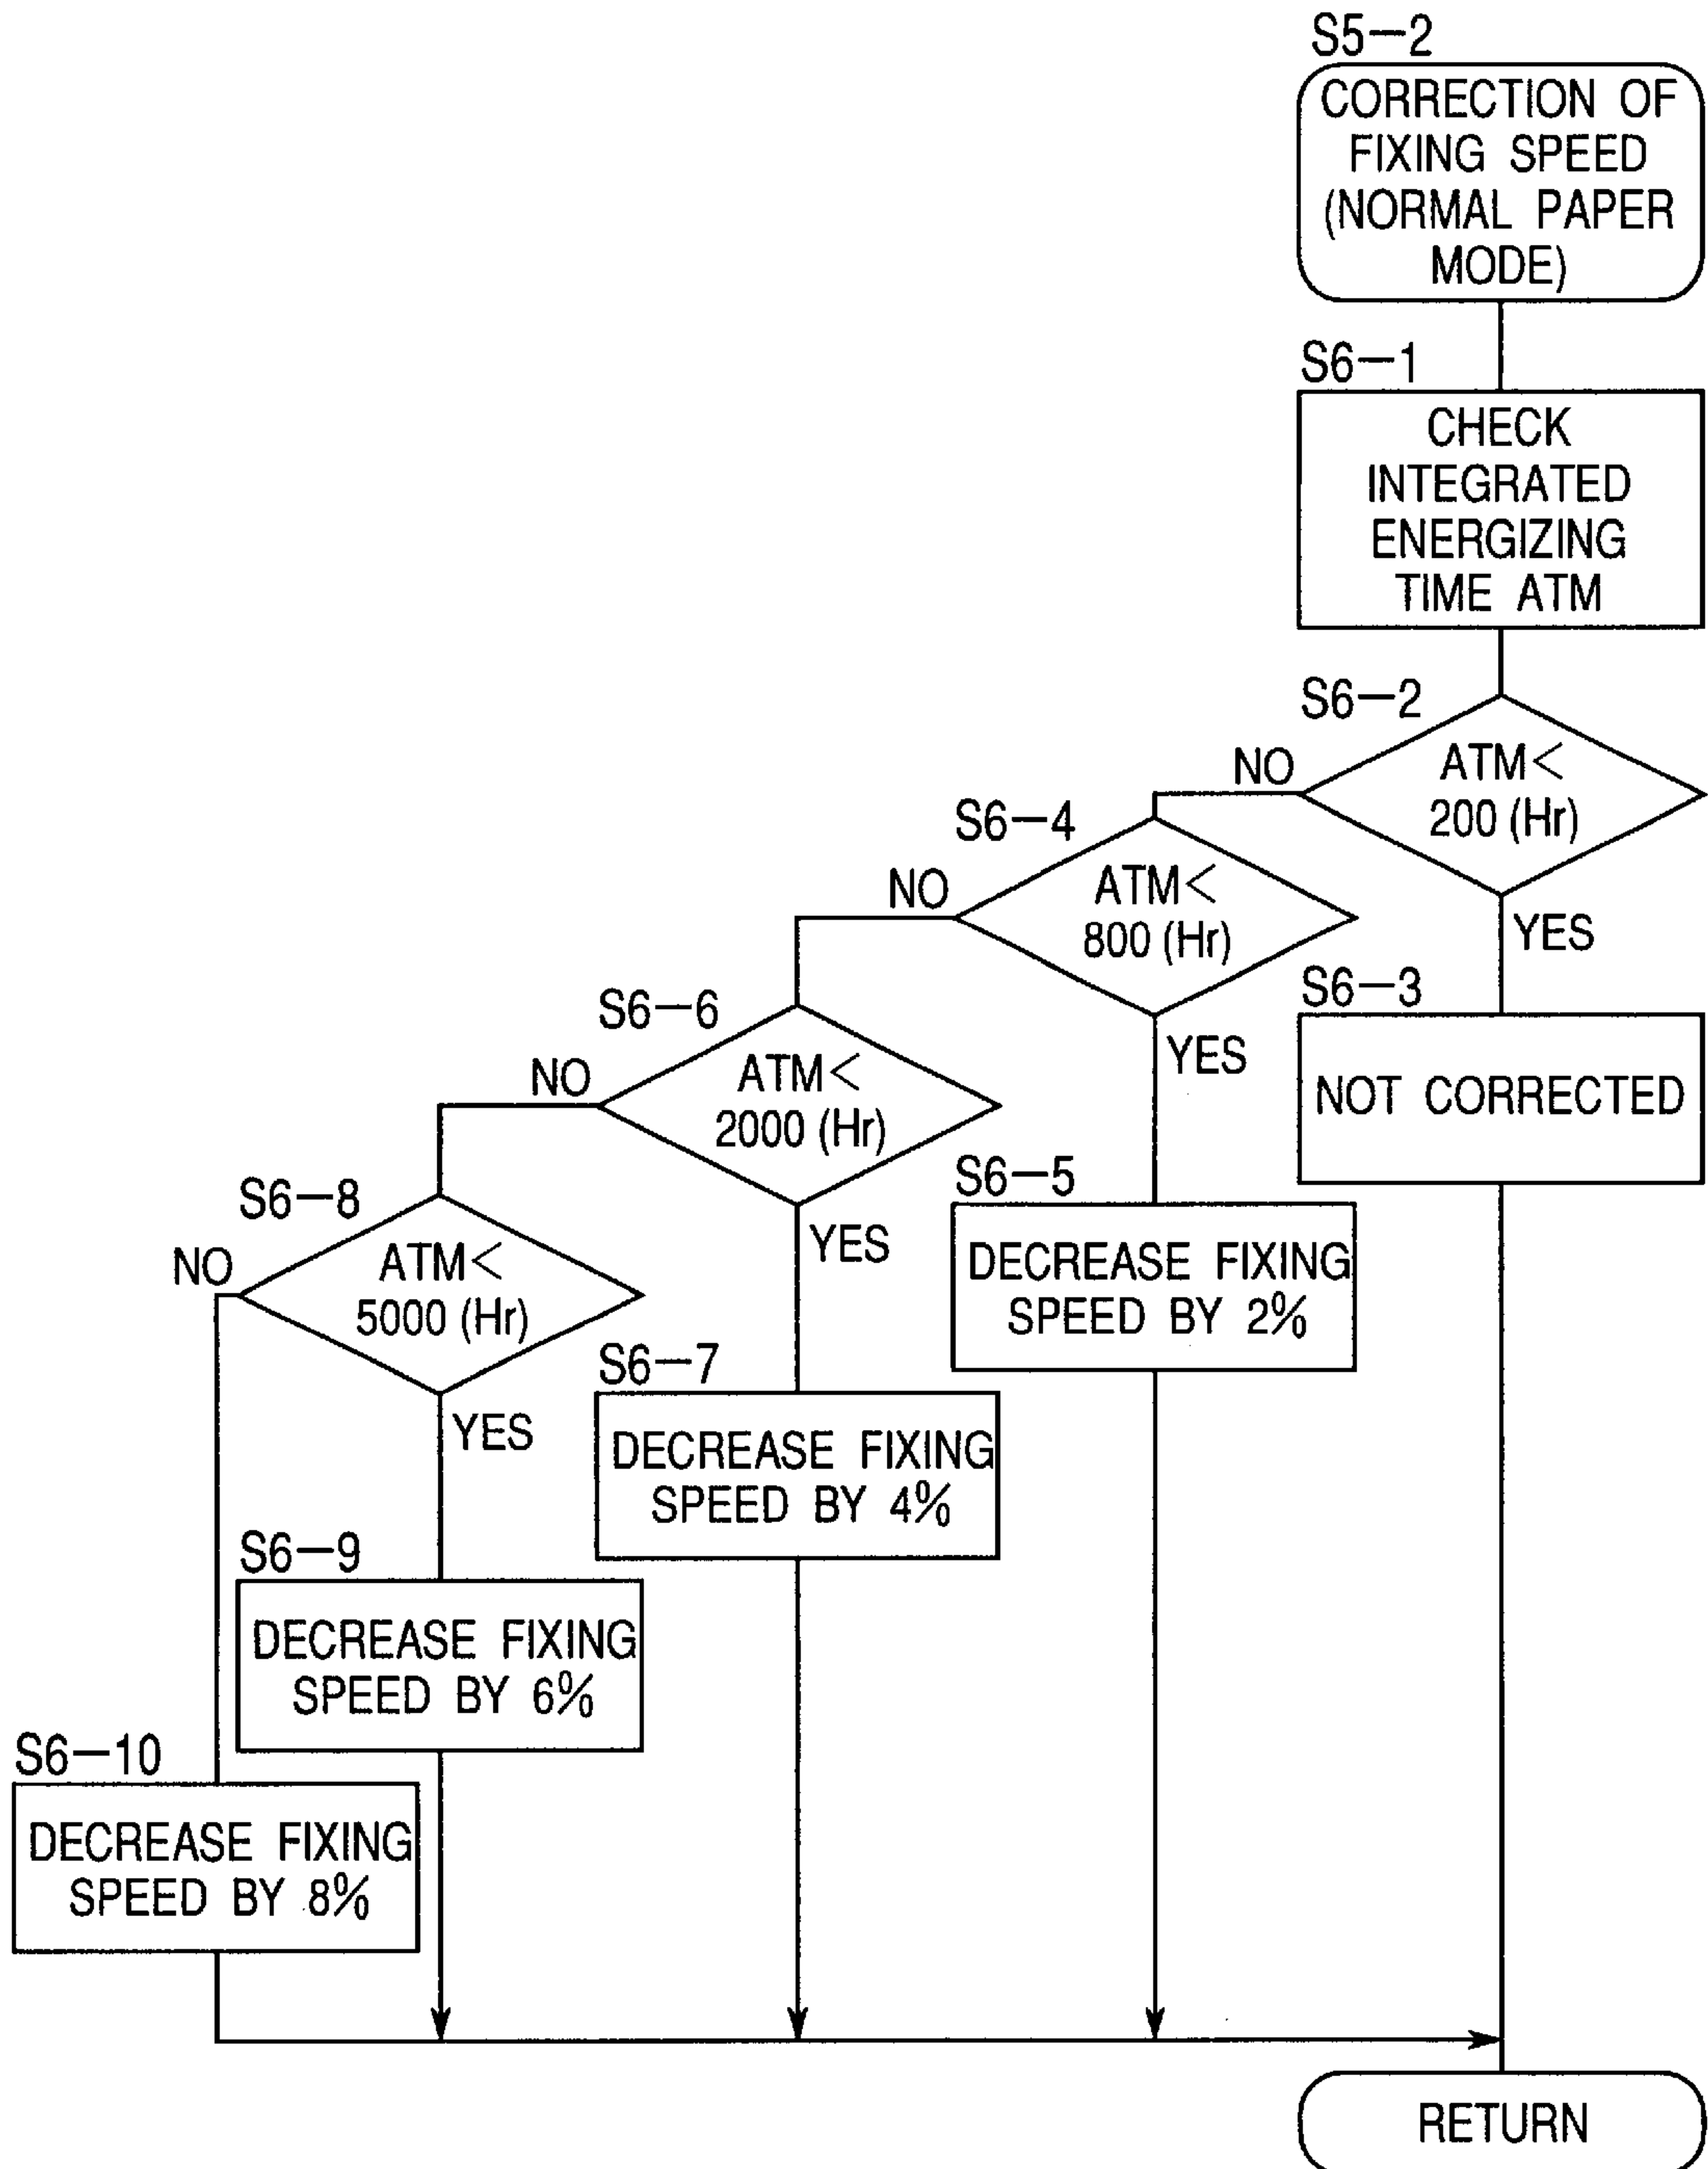 S5-2
CORRECTION OF
FIXING SPEED
(NORMAL PAPER
MODE)
S6-1
CHECK
INTEGRATED
ENERGIZING
TIME ATM
S6-2
ATM<
200 (Hr)
NO
YES
S6-3
NOT CORRECTED
S6-4
ATM<
800 (Hr)
NO
YES
S6-5
DECREASE FIXING
SPEED BY 2%
S6-6
ATM<
2000 (Hr)
NO
YES
S6-7
DECREASE FIXING
SPEED BY 4%
S6-8
ATM<
5000 (Hr)
NO
YES
S6-9
DECREASE FIXING
SPEED BY 6%
S6-10
DECREASE FIXING
SPEED BY 8%
RETURN